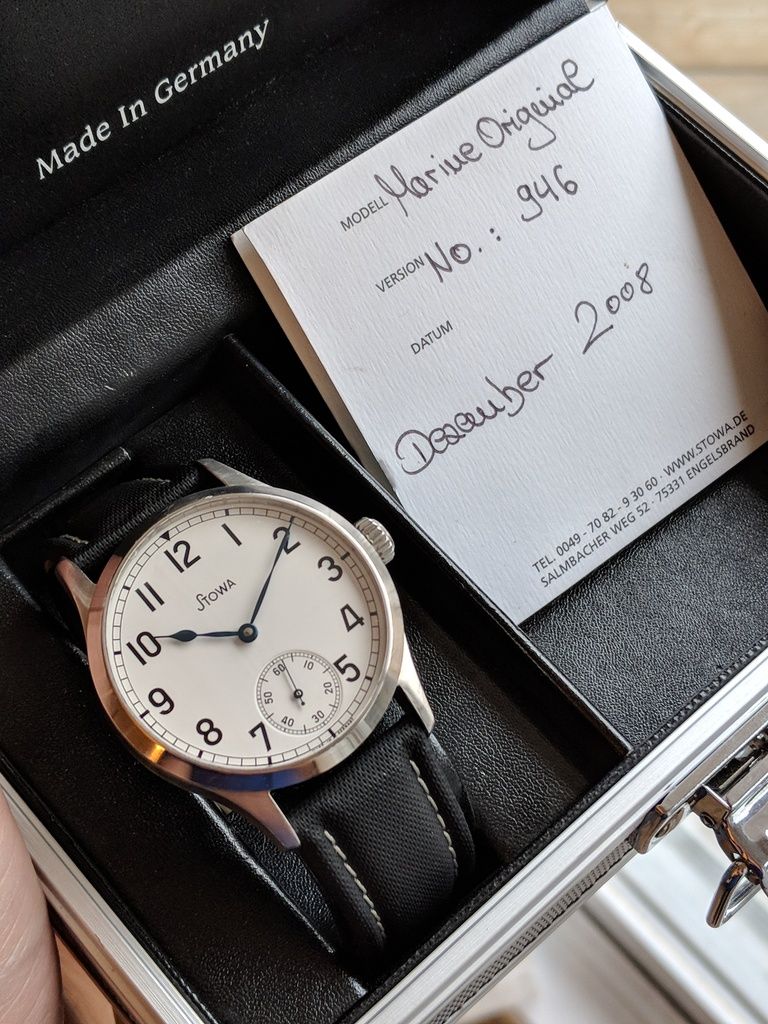 Made In Germany
MODELL Marine Original
VERSION No.: 946
DATUM
Dezember 2008
TEL. 0049 - 70 82 - 9 30 60 · WWW.STOWA.DE
SALMBACHER WEG 52 · 75331 ENGELSBRAND
12
1
2
3
4
5
7
8
9
10
11
STOWA
60
10
20
30
40
50